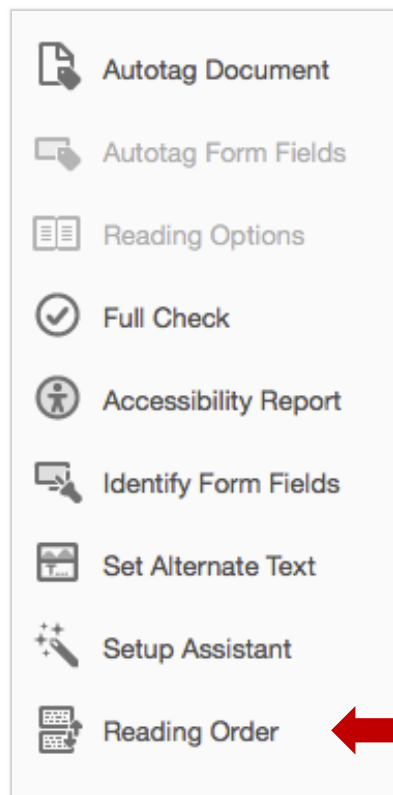 Autotag Document
Autotag Form Fields
Reading Options
Full Check
Accessibility Report
Identify Form Fields
Set Alternate Text
Setup Assistant
Reading Order